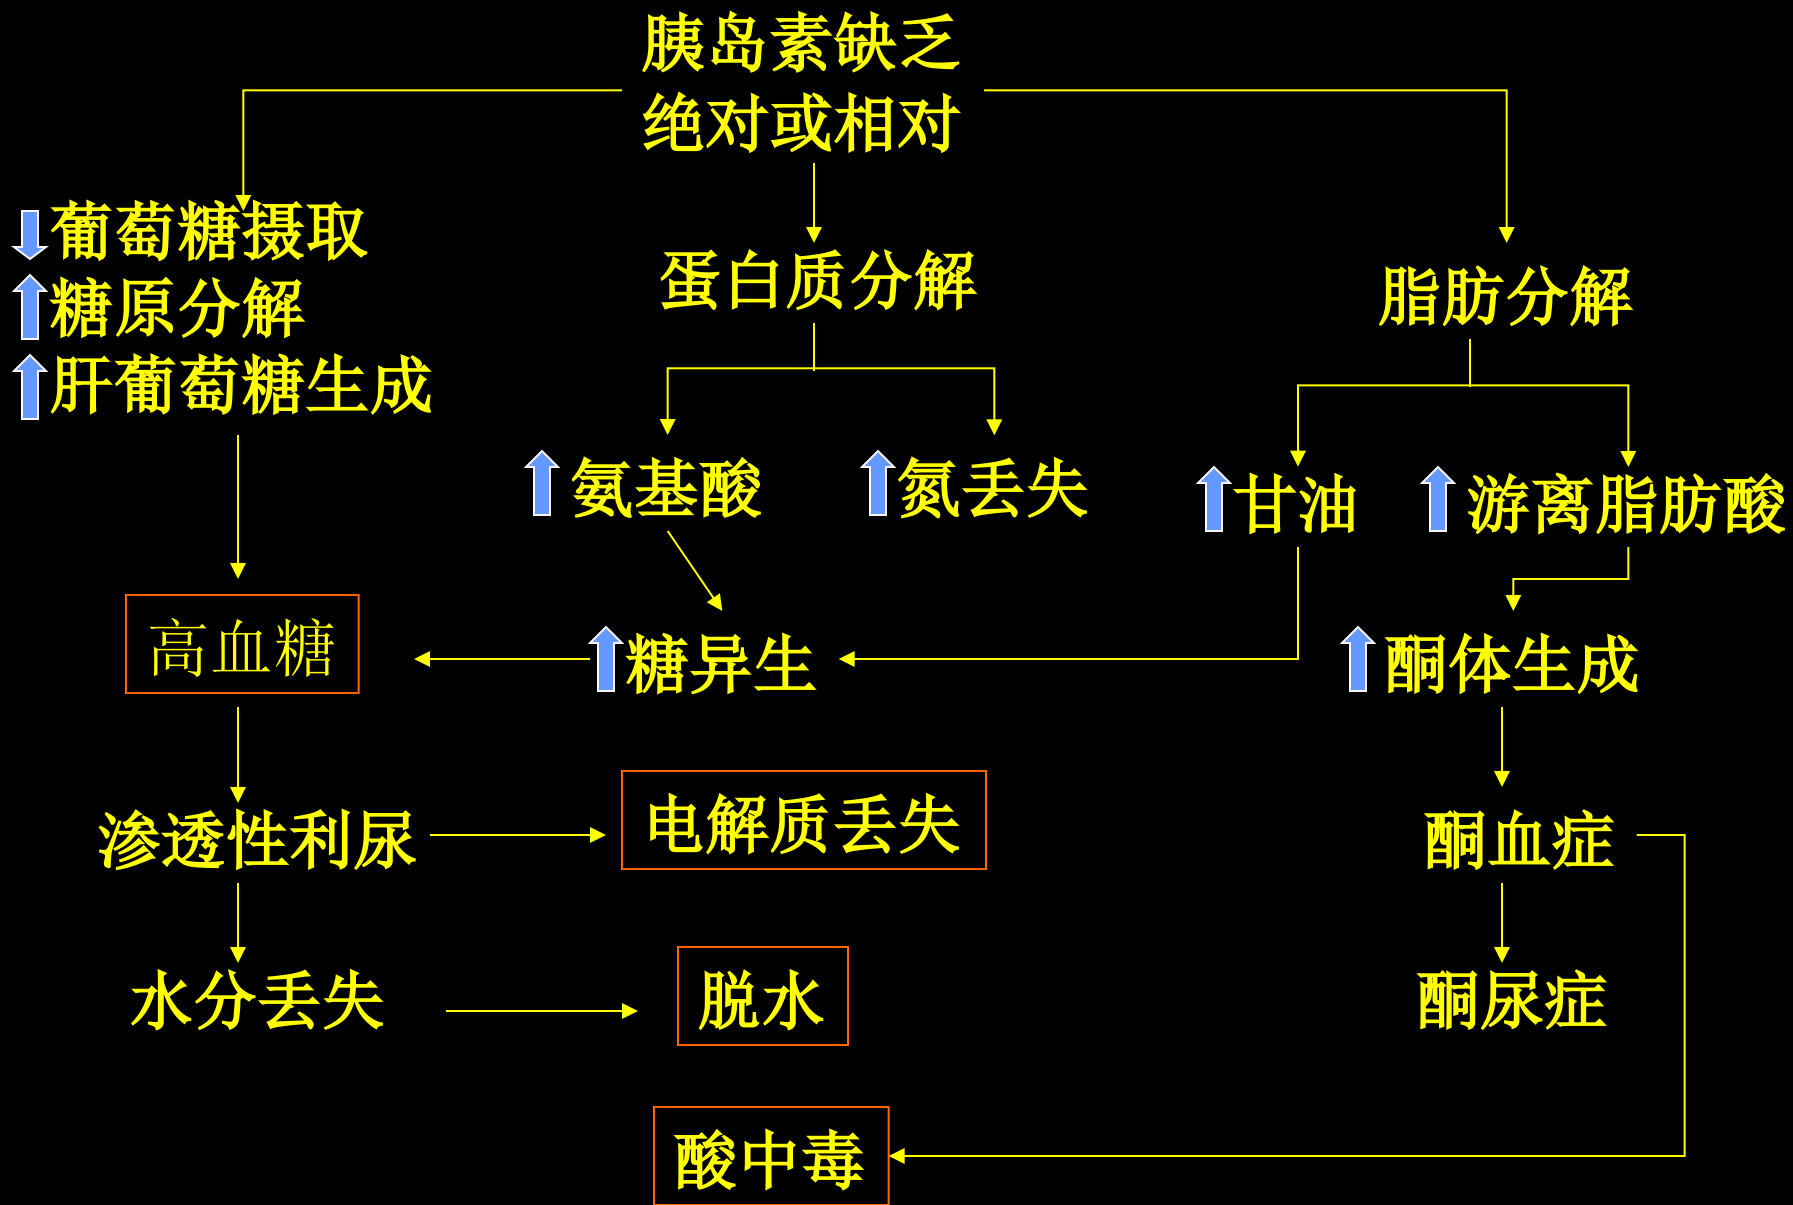 胰岛素缺乏
绝对或相对
葡萄糖摄取
糖原分解
肝葡萄糖生成
蛋白质分解
脂肪分解
氨基酸
氮丢失
甘油
游离脂肪酸
高血糖
糖异生
酮体生成
渗透性利尿
电解质丢失
酮血症
水分丢失
脱水
酮尿症
酸中毒